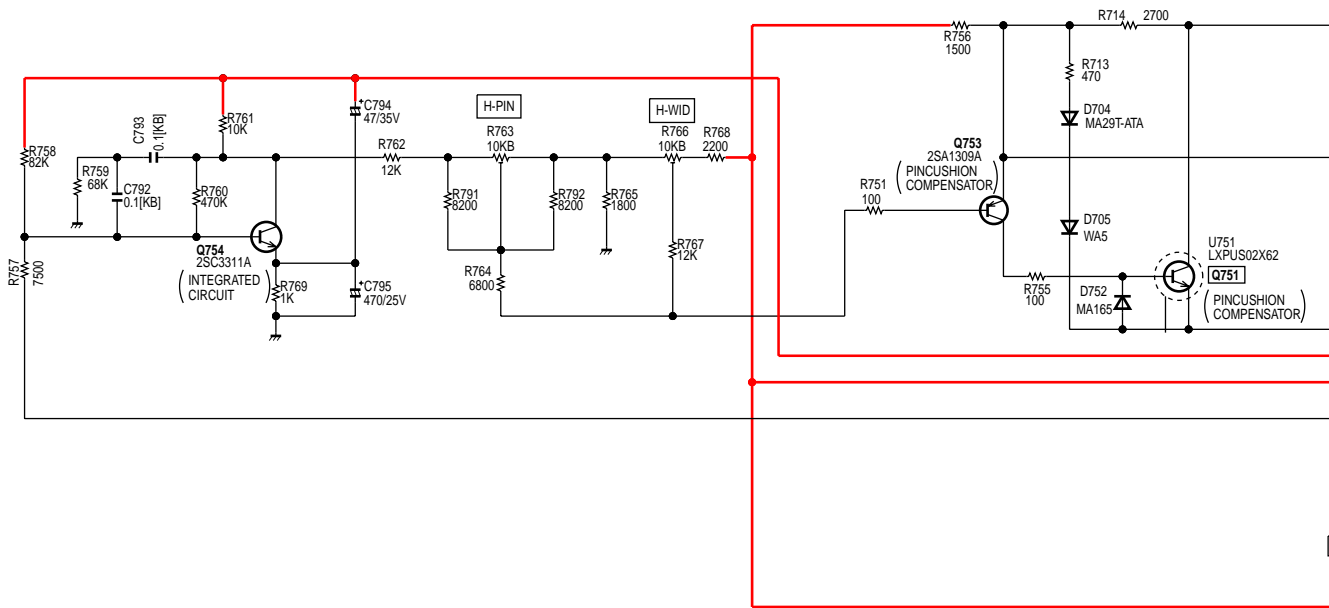 R714 2700
R756
1500
R713
470
D704
MA29T-ATA
C793
0.1[KB]
R761
10K
+C794
47/35V
H-PIN
H-WID
R763
10KB
R766
10KB
R768
2200
R762
12K
R758
82K
R759
68K
C792
0.1[KB]
R760
470K
R791
8200
R792
8200
R765
1800
Q753
2SA1309A
(PINCUSHION
COMPENSATOR)
R751
100
D705
WA5
R767
12K
U751
LXPUS02X62
Q751
(PINCUSHION
COMPENSATOR)
Q754
2SC3311A
(INTEGRATED
CIRCUIT)
R757
7500
R769
1K
+C795
470/25V
R764
6800
R755
100
D752
MA165